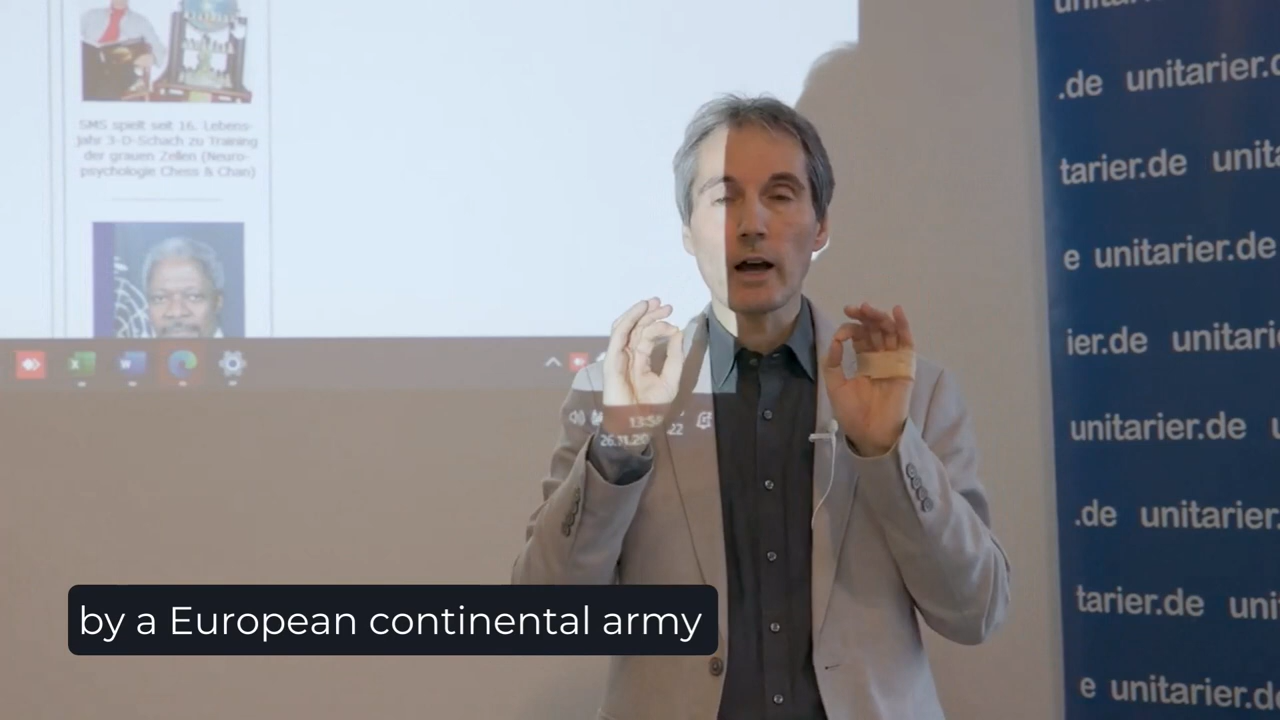 SMS spielt seit 16. Lebens-
jahr 3-D-Schach zu Training
der grauen Zellen (Neuro-
psychologie Chess & Chan)
by a European continental army
unitarier.de
.de unitarier.d
tarier.de unita
e unitarier.de
ier.de unitari
unitarier.de u
.de unitarier.
tarier.de uni
e unitarier.de